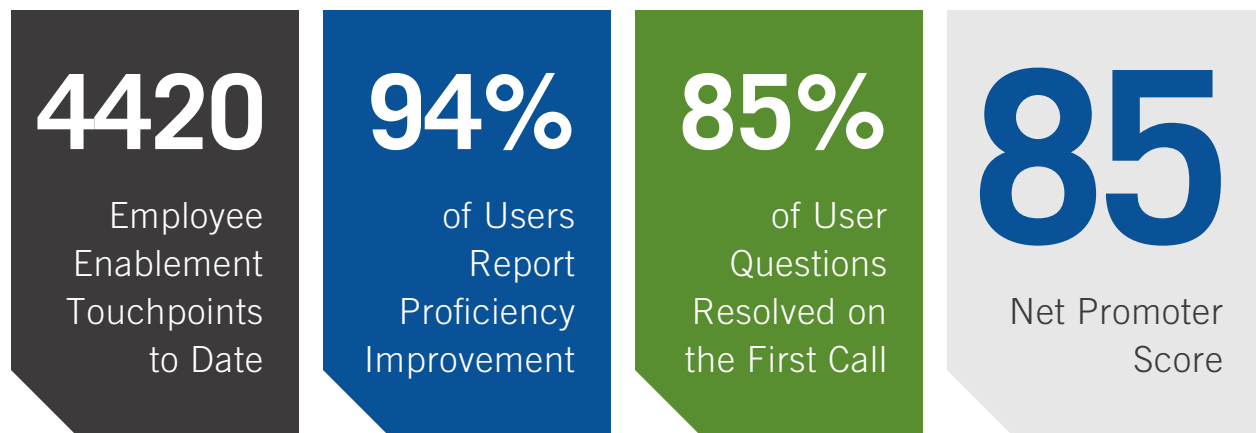 4420
Employee
Enablement
Touchpoints
to Date
94%
of Users
Report
Proficiency
Improvement
85%
of User
Questions
Resolved on
the First Call
85
Net Promoter
Score